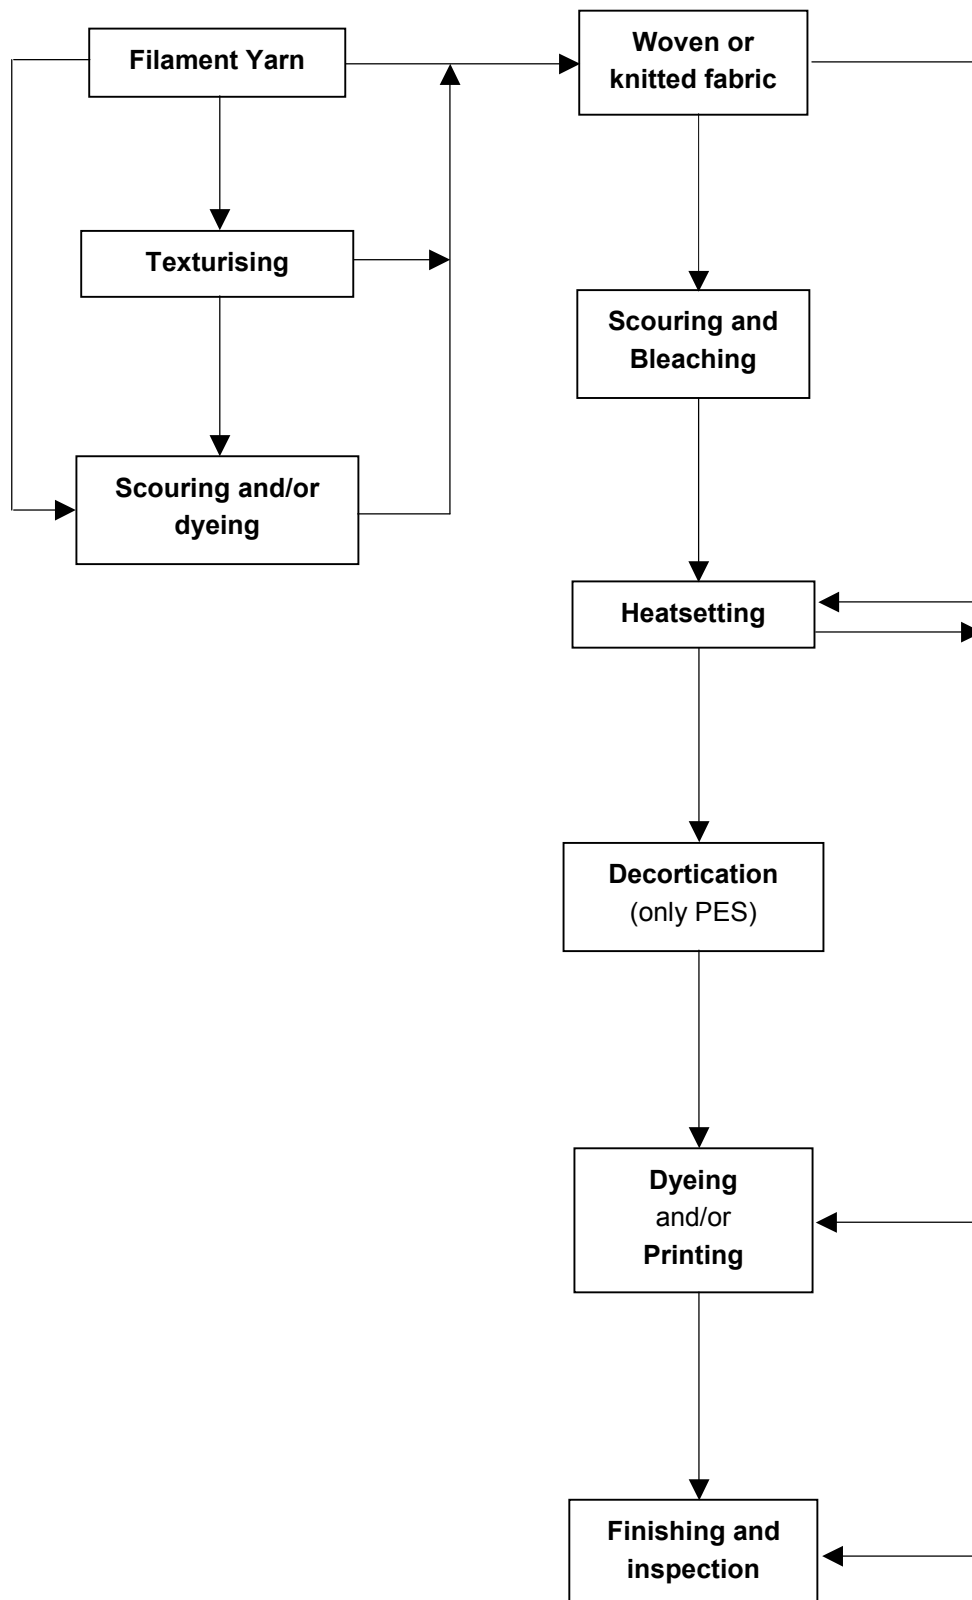 Filament Yarn
Texturising
Scouring and/or
dyeing
Woven or
knitted fabric
Scouring and
Bleaching
Heatsetting
Decortication
(only PES)
Dyeing
and/or
Printing
Finishing and
inspection